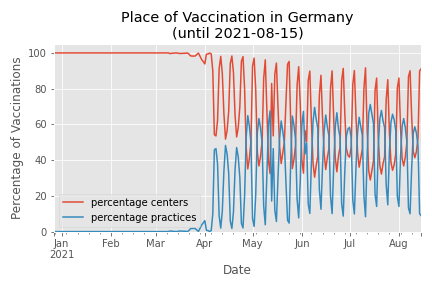 Place of Vaccination in Germany
(until 2021-08-15)
Percentage of Vaccinations
100
80
60
40
20
0
percentage centers
percentage practices
Jan Feb Mar Apr May Jun Jul Aug
2021
Date